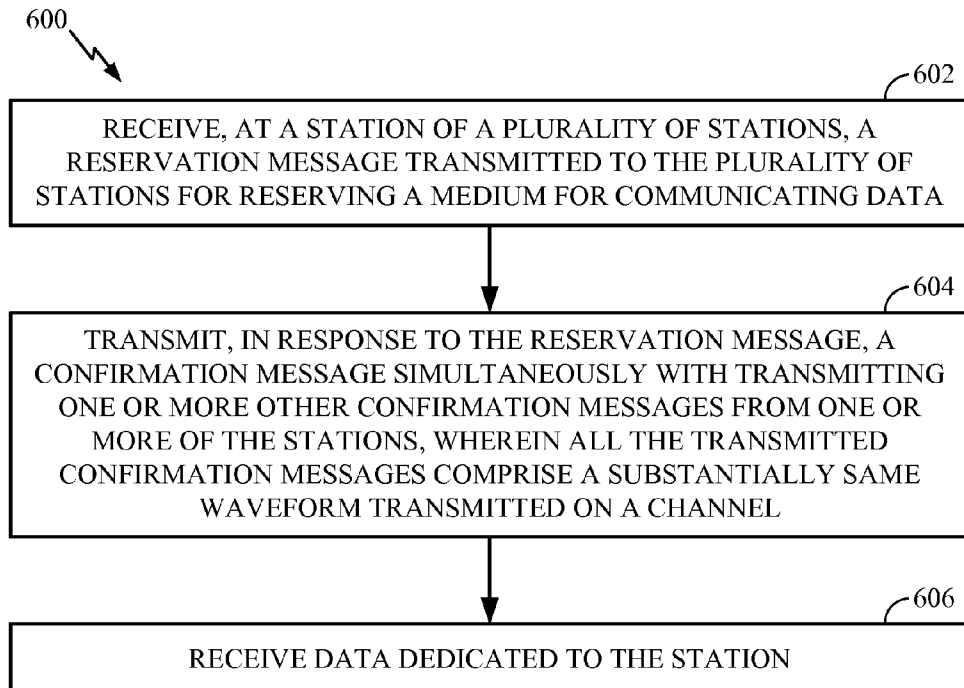 600
602
RECEIVE, AT A STATION OF A PLURALITY OF STATIONS, A
RESERVATION MESSAGE TRANSMITTED TO THE PLURALITY OF
STATIONS FOR RESERVING A MEDIUM FOR COMMUNICATING DATA
604
TRANSMIT, IN RESPONSE TO THE RESERVATION MESSAGE, A
CONFIRMATION MESSAGE SIMULTANEOUSLY WITH TRANSMITTING
ONE OR MORE OTHER CONFIRMATION MESSAGES FROM ONE OR
MORE OF THE STATIONS, WHEREIN ALL THE TRANSMITTED
CONFIRMATION MESSAGES COMPRISE A SUBSTANTIALLY SAME
WAVEFORM TRANSMITTED ON A CHANNEL
606
RECEIVE DATA DEDICATED TO THE STATION